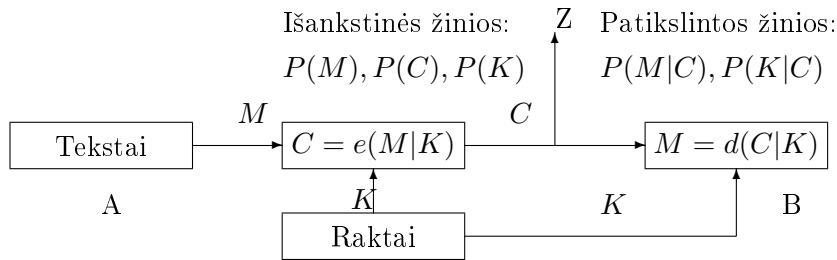 Išankstinės žinios:
Z
Patikslintos žinios:
P(M), P(C), P(K)
P(M|C), P(K|C)
M
C
Tekstai
C = e(M|K)
M = d(C|K)
A
K
K
B
Raktai